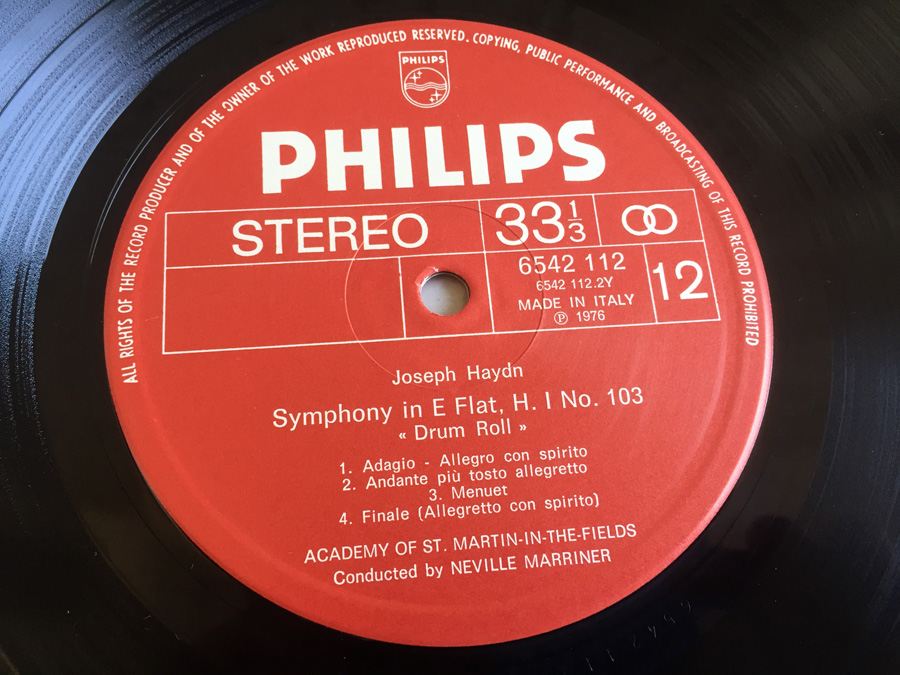 ALL RIGHTS OF THE RECORD PRODUCER AND OF THE OWNER OF THE WORK REPRODUCED RESERVED. COPYING, PUBLIC PERFORMANCE AND BROADCASTING OF THIS RECORD PROHIBITED
PHILIPS
PHILIPS
STEREO
33 1/3
6542 112
6542 112.2Y
MADE IN ITALY
℗ 1976
12
Joseph Haydn
Symphony in E Flat, H. I No. 103
« Drum Roll »
1. Adagio - Allegro con spirito
2. Andante più tosto allegretto
3. Menuet
4. Finale (Allegretto con spirito)
ACADEMY OF ST. MARTIN-IN-THE-FIELDS
Conducted by NEVILLE MARRINER